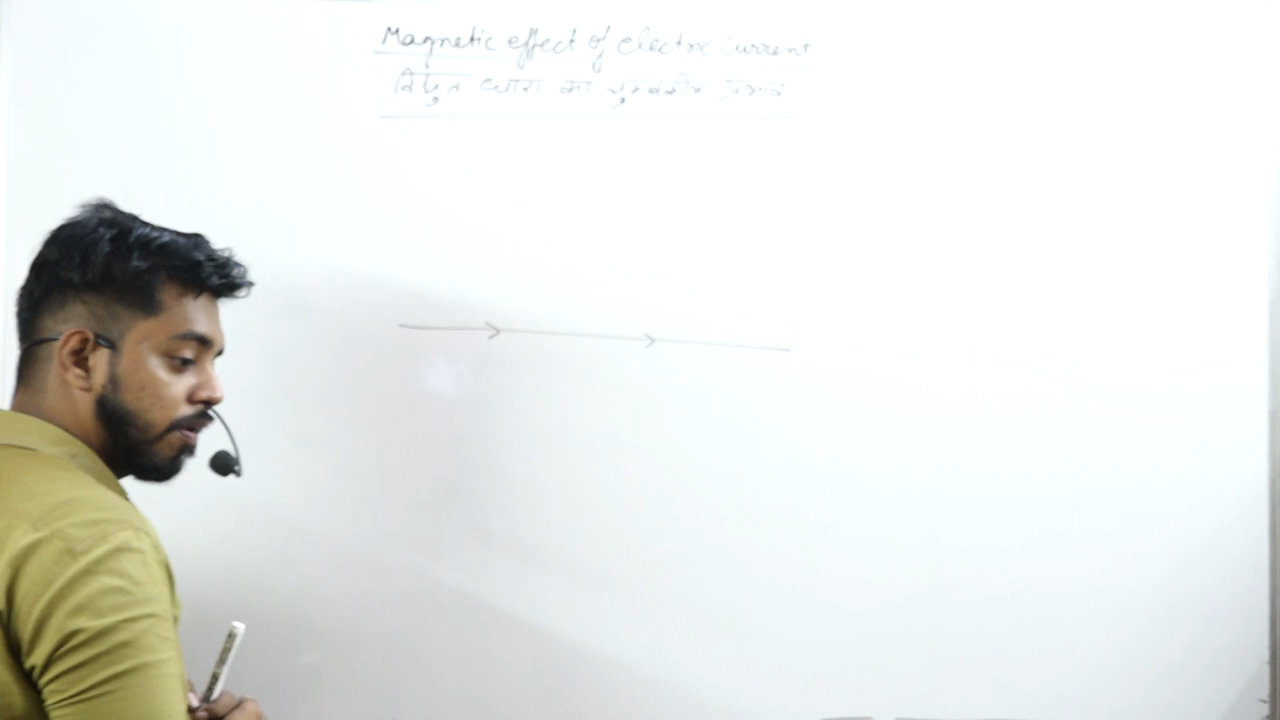 Magnetic effect of electric current
विधुत धारा का चुम्बकीय प्रभाव